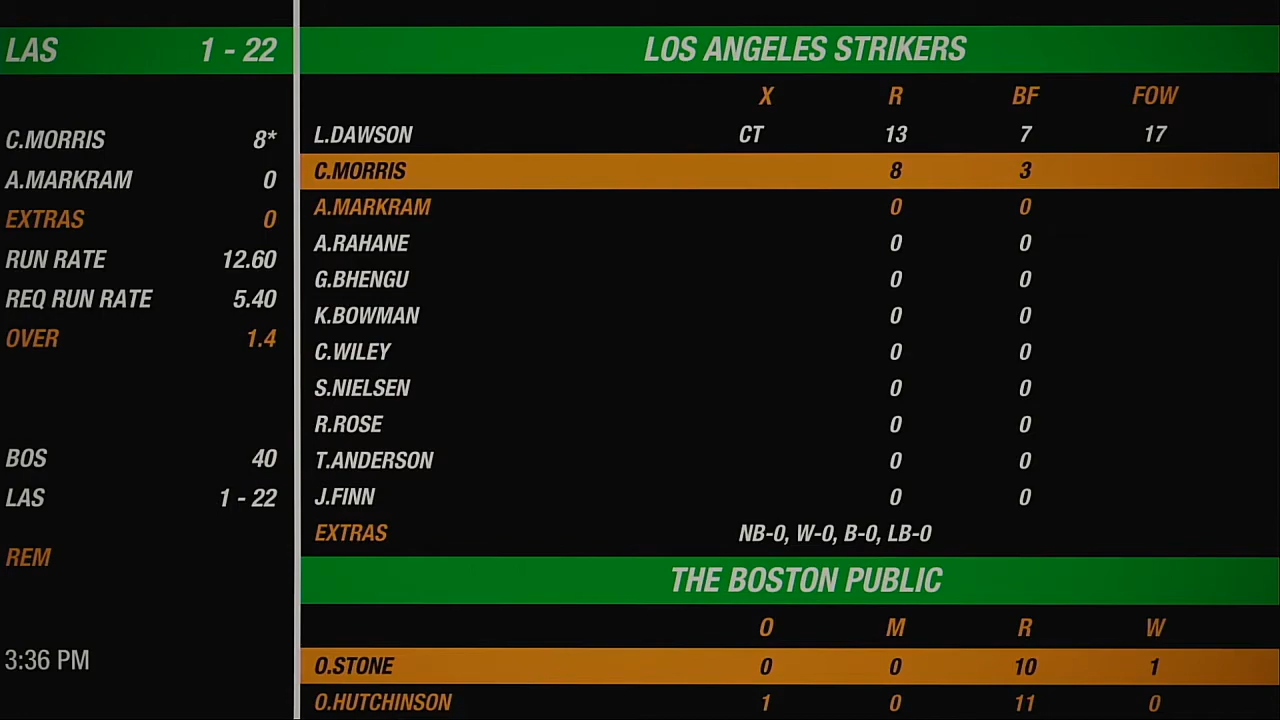 LAS 1 - 22
C.MORRIS 8*
A.MARKRAM 0
EXTRAS 0
RUN RATE 12.60
REQ RUN RATE 5.40
OVER 1.4
BOS 40
LAS 1 - 22
REM
3:36 PM
LOS ANGELES STRIKERS
X R BF FOW
L.DAWSON CT 13 7 17
C.MORRIS 8 3
A.MARKRAM 0 0
A.RAHANE 0 0
G.BHENGU 0 0
K.BOWMAN 0 0
C.WILEY 0 0
S.NIELSEN 0 0
R.ROSE 0 0
T.ANDERSON 0 0
J.FINN 0 0
EXTRAS NB-0, W-0, B-0, LB-0
THE BOSTON PUBLIC
O M R W
O.STONE 0 0 10 1
O.HUTCHINSON 1 0 11 0